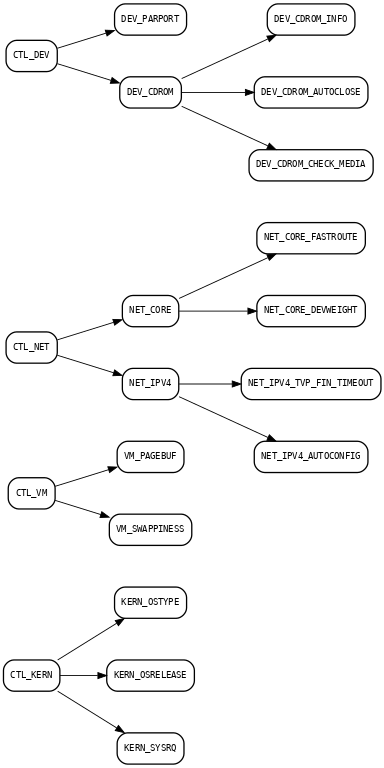 DEV_PARPORT
DEV_CDROM_INFO
CTL_DEV
DEV_CDROM
DEV_CDROM_AUTOCLOSE
DEV_CDROM_CHECK_MEDIA
NET_CORE_FASTROUTE
NET_CORE
NET_CORE_DEVWEIGHT
CTL_NET
NET_IPV4
NET_IPV4_TVP_FIN_TIMEOUT
VM_PAGEBUF
NET_IPV4_AUTOCONFIG
CTL_VM
VM_SWAPPINESS
KERN_OSTYPE
CTL_KERN
KERN_OSRELEASE
KERN_SYSRQ